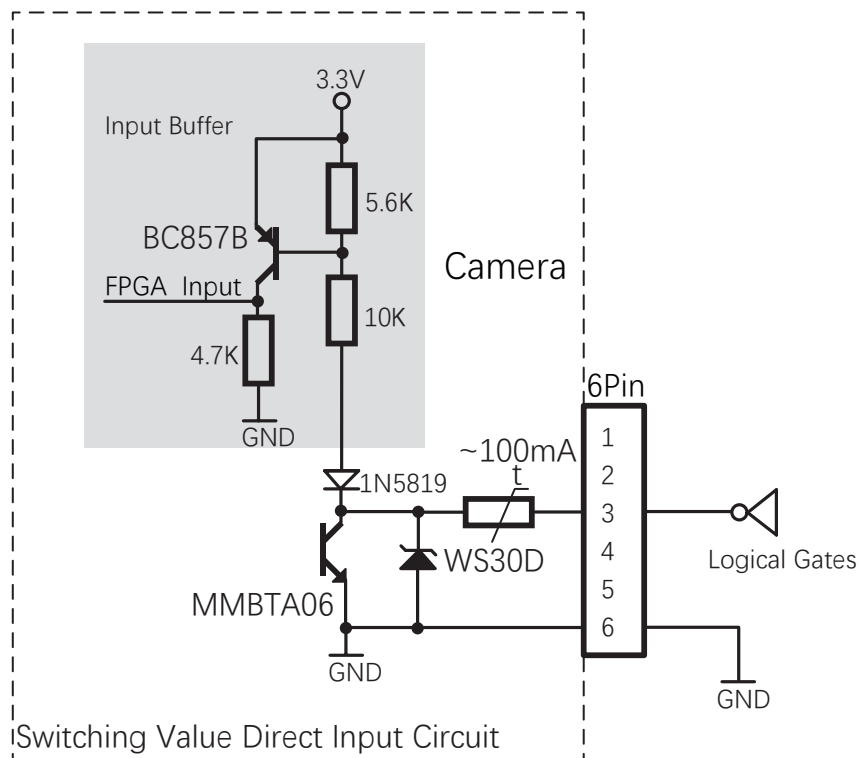 3.3V
Input Buffer
5.6K
BC857B
Camera
FPGA Input
10K
4.7K
6Pin
GND
1
~100mA
t
2
1N5819
3
4
WS30D
Logical Gates
5
MMBTA06
6
GND
GND
Switching Value Direct Input Circuit